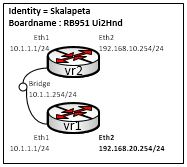 Identity = Skalapeta
Boardname : RB951 Ui2Hnd
Eth1 Eth2
10.1.1.1/24 192.168.10.254/24
vr2
Bridge
10.1.1.254/24
vr1
Eth1 Eth2
10.1.1.1/24 192.168.20.254/24